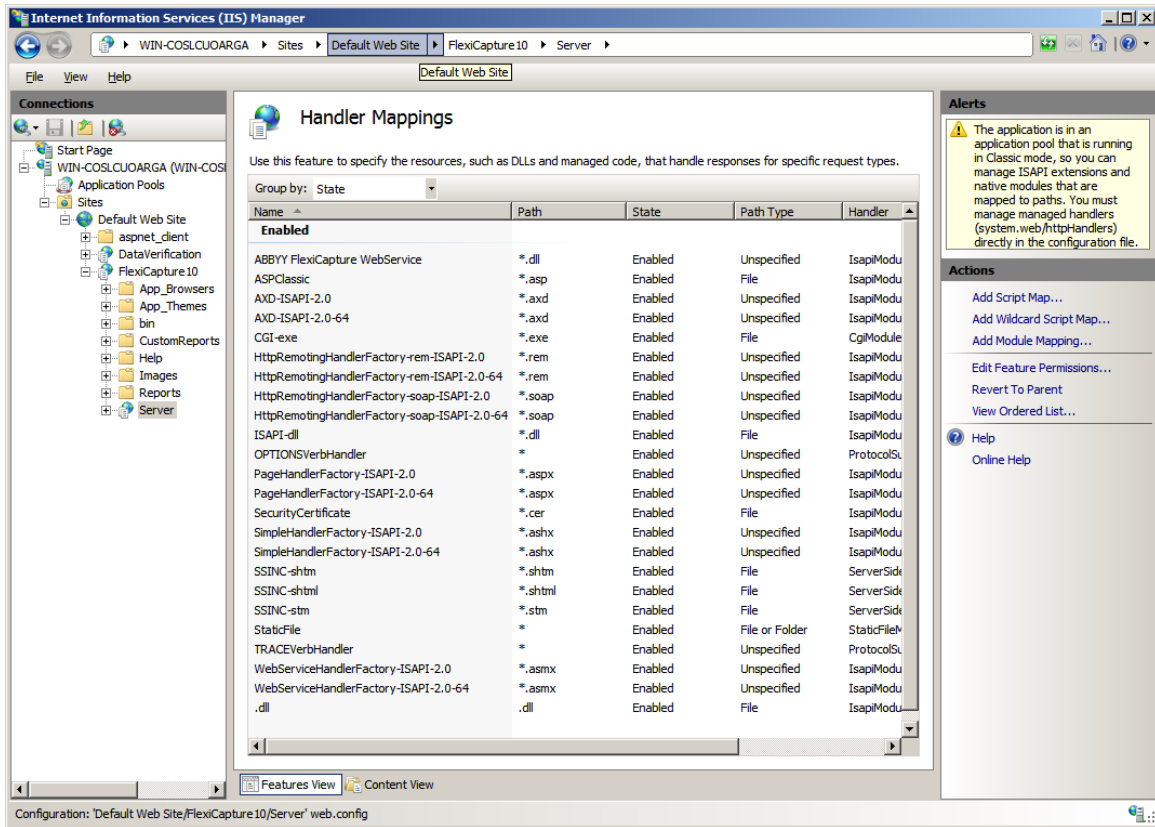 Internet Information Services (IIS) Manager
WIN-COSLCUOARGA Sites Default Web Site FlexiCapture10 Server
File View Help
Default Web Site
Connections
Start Page
WIN-COSLCUOARGA (WIN-COSI
Application Pools
Sites
Default Web Site
aspnet_client
DataVerification
FlexiCapture10
App_Browsers
App_Themes
bin
CustomReports
Help
Images
Reports
Server
Handler Mappings
Use this feature to specify the resources, such as DLLs and managed code, that handle responses for specific request types.
Group by: State
Name Path State Path Type Handler
Enabled
ABBYY FlexiCapture WebService *.dll Enabled Unspecified IsapiModu
ASPClassic *.asp Enabled File IsapiModu
AXD-ISAPI-2.0 *.axd Enabled Unspecified IsapiModu
AXD-ISAPI-2.0-64 *.axd Enabled Unspecified IsapiModu
CGI-exe *.exe Enabled File CgiModule
HttpRemotingHandlerFactory-rem-ISAPI-2.0 *.rem Enabled Unspecified IsapiModu
HttpRemotingHandlerFactory-rem-ISAPI-2.0-64 *.rem Enabled Unspecified IsapiModu
HttpRemotingHandlerFactory-soap-ISAPI-2.0 *.soap Enabled Unspecified IsapiModu
HttpRemotingHandlerFactory-soap-ISAPI-2.0-64 *.soap Enabled Unspecified IsapiModu
ISAPI-dll *.dll Enabled File IsapiModu
OPTIONSVerbHandler * Enabled Unspecified ProtocolSu
PageHandlerFactory-ISAPI-2.0 *.aspx Enabled Unspecified IsapiModu
PageHandlerFactory-ISAPI-2.0-64 *.aspx Enabled Unspecified IsapiModu
SecurityCertificate *.cer Enabled File IsapiModu
SimpleHandlerFactory-ISAPI-2.0 *.ashx Enabled Unspecified IsapiModu
SimpleHandlerFactory-ISAPI-2.0-64 *.ashx Enabled Unspecified IsapiModu
SSINC-shtm *.shtm Enabled File ServerSide
SSINC-shtml *.shtml Enabled File ServerSide
SSINC-stm *.stm Enabled File ServerSide
StaticFile * Enabled File or Folder StaticFileM
TRACEVerbHandler * Enabled Unspecified ProtocolSu
WebServiceHandlerFactory-ISAPI-2.0 *.asmx Enabled Unspecified IsapiModu
WebServiceHandlerFactory-ISAPI-2.0-64 *.asmx Enabled Unspecified IsapiModu
.dll .dll Enabled File IsapiModu
Features View Content View
Alerts
The application is in an
application pool that is running
in Classic mode, so you can
manage ISAPI extensions and
native modules that are
mapped to paths. You must
manage managed handlers
(system.web/httpHandlers)
directly in the configuration file.
Actions
Add Script Map...
Add Wildcard Script Map...
Add Module Mapping...
Edit Feature Permissions...
Revert To Parent
View Ordered List...
Help
Online Help
Configuration: 'Default Web Site/FlexiCapture10/Server' web.config